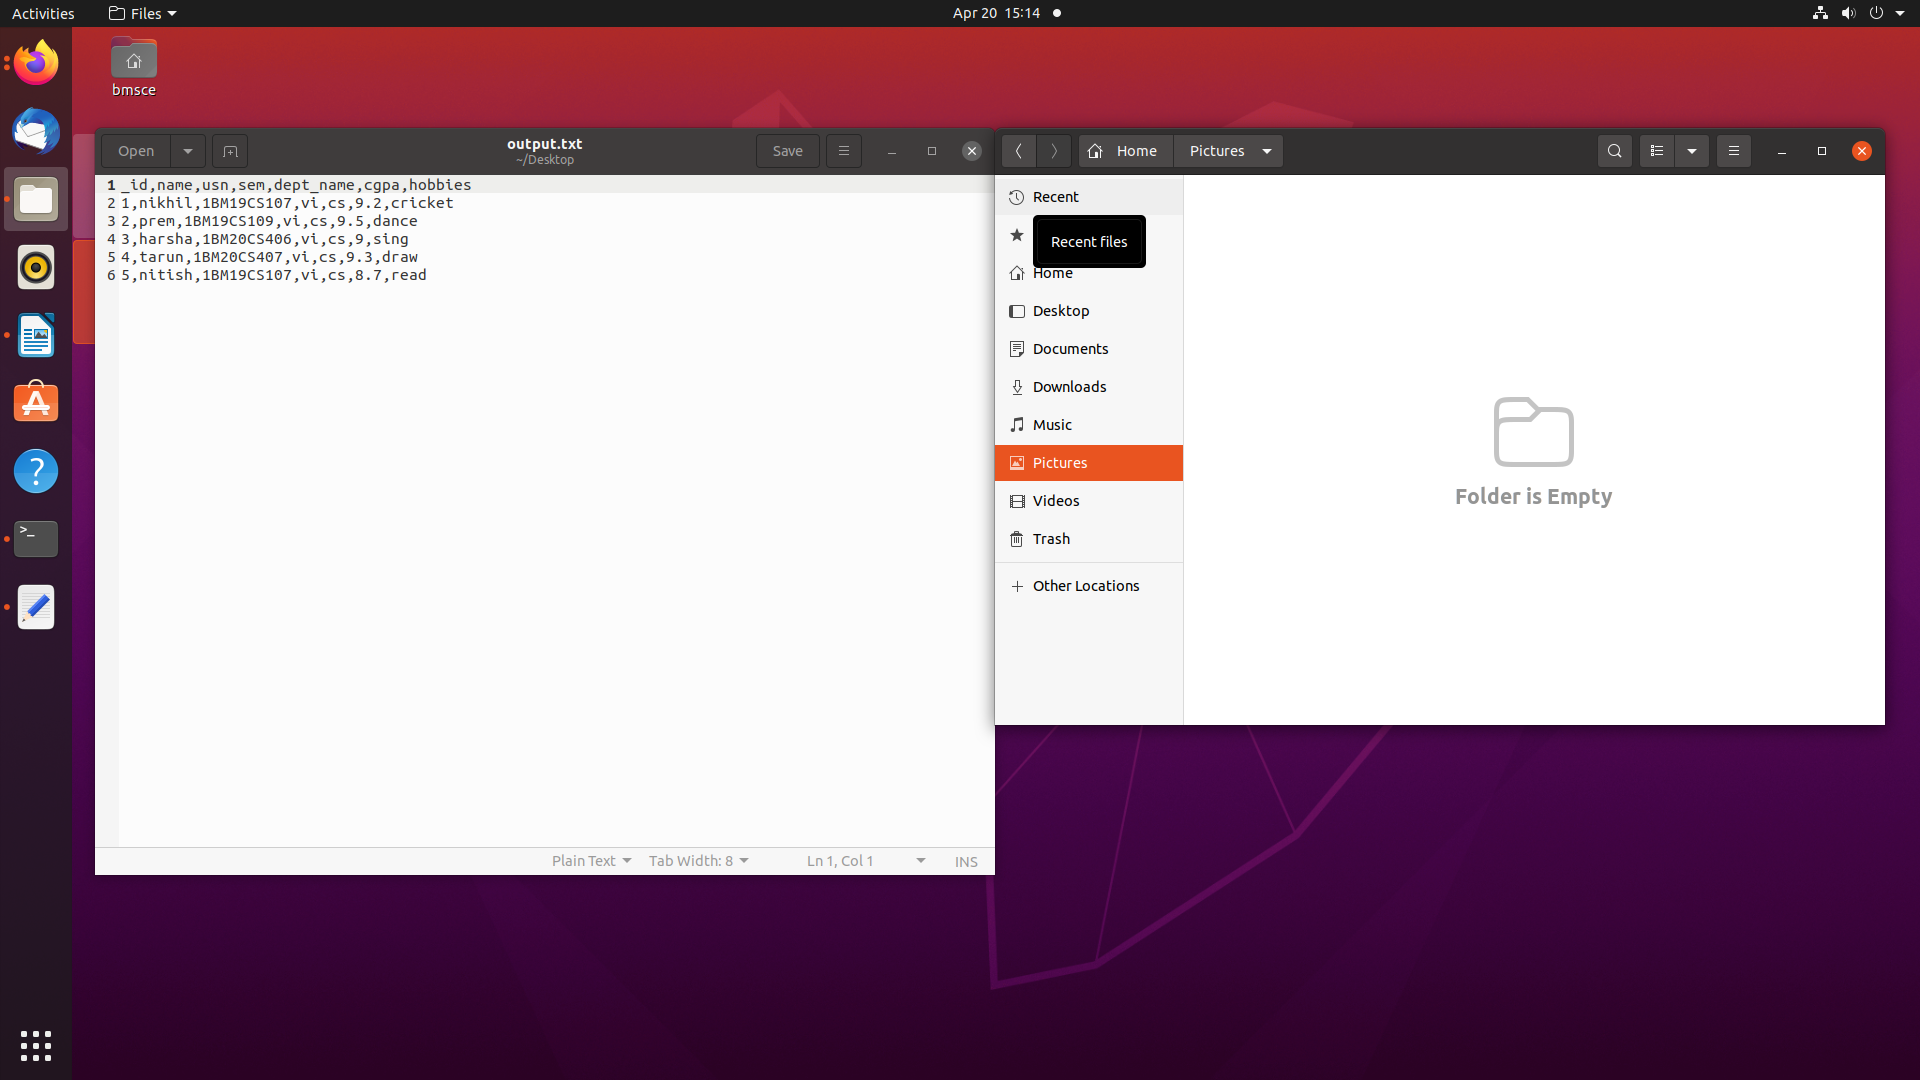 Activities
Files
Apr 20 15:14
bmsce
Open
output.txt
~/Desktop
Save
1 _id,name,usn,sem,dept_name,cgpa,hobbies
2 1,nikhil,1BM19CS107,vi,cs,9.2,cricket
3 2,prem,1BM19CS109,vi,cs,9.5,dance
4 3,harsha,1BM20CS406,vi,cs,9,sing
5 4,tarun,1BM20CS407,vi,cs,9.3,draw
6 5,nitish,1BM19CS107,vi,cs,8.7,read
Plain Text
Tab Width: 8
Ln 1, Col 1
INS
Home
Pictures
Recent
Recent files
Home
Desktop
Documents
Downloads
Music
Pictures
Videos
Trash
Other Locations
Folder is Empty